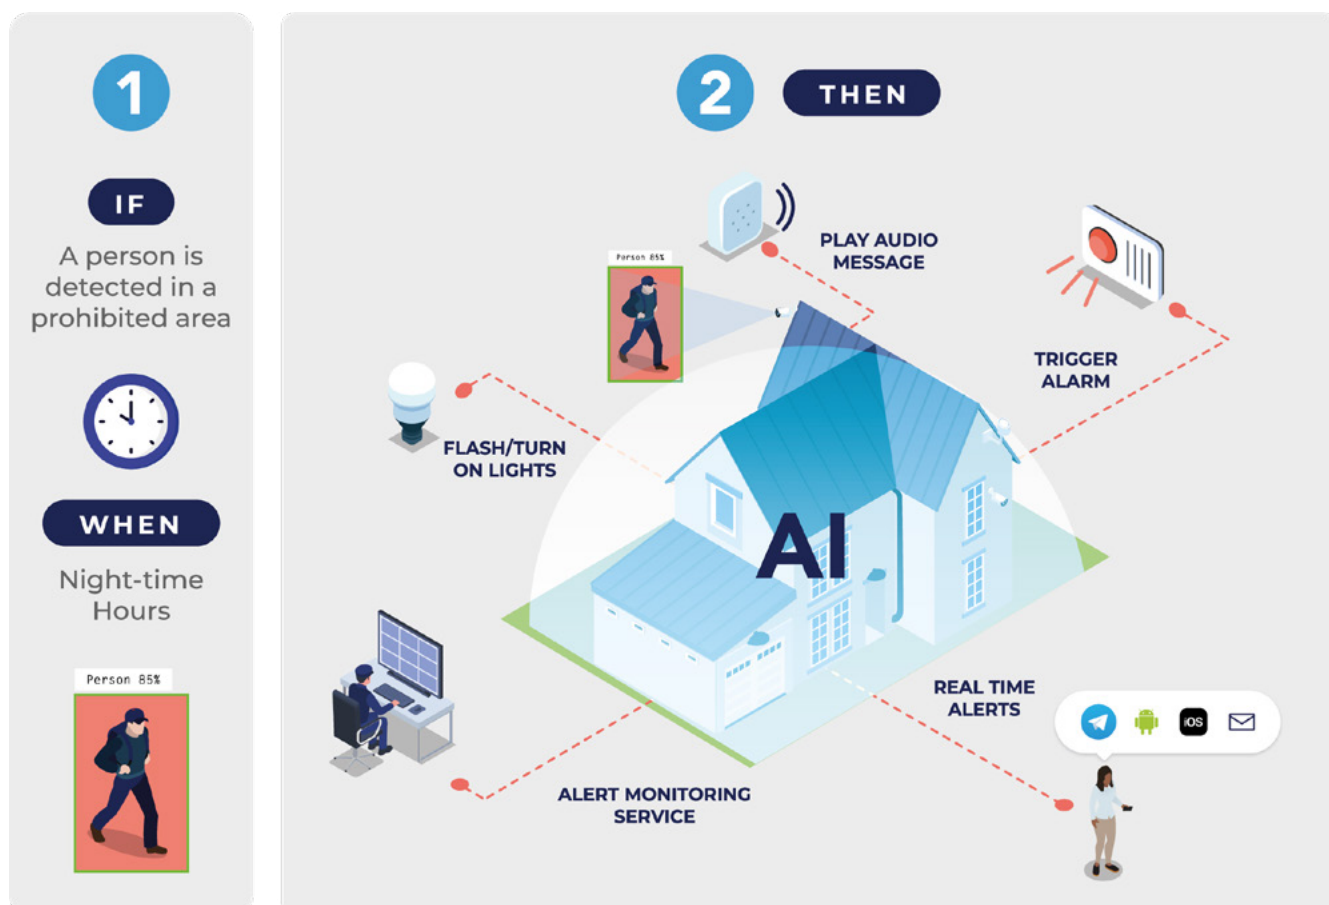 1
IF
A person is
detected in a
prohibited area
WHEN
Night-time
Hours
Person 85%
2
THEN
PLAY AUDIO
MESSAGE
Person 85%
TRIGGER
ALARM
FLASH/TURN
ON LIGHTS
AI
REAL TIME
ALERTS
iOS
ALERT MONITORING
SERVICE